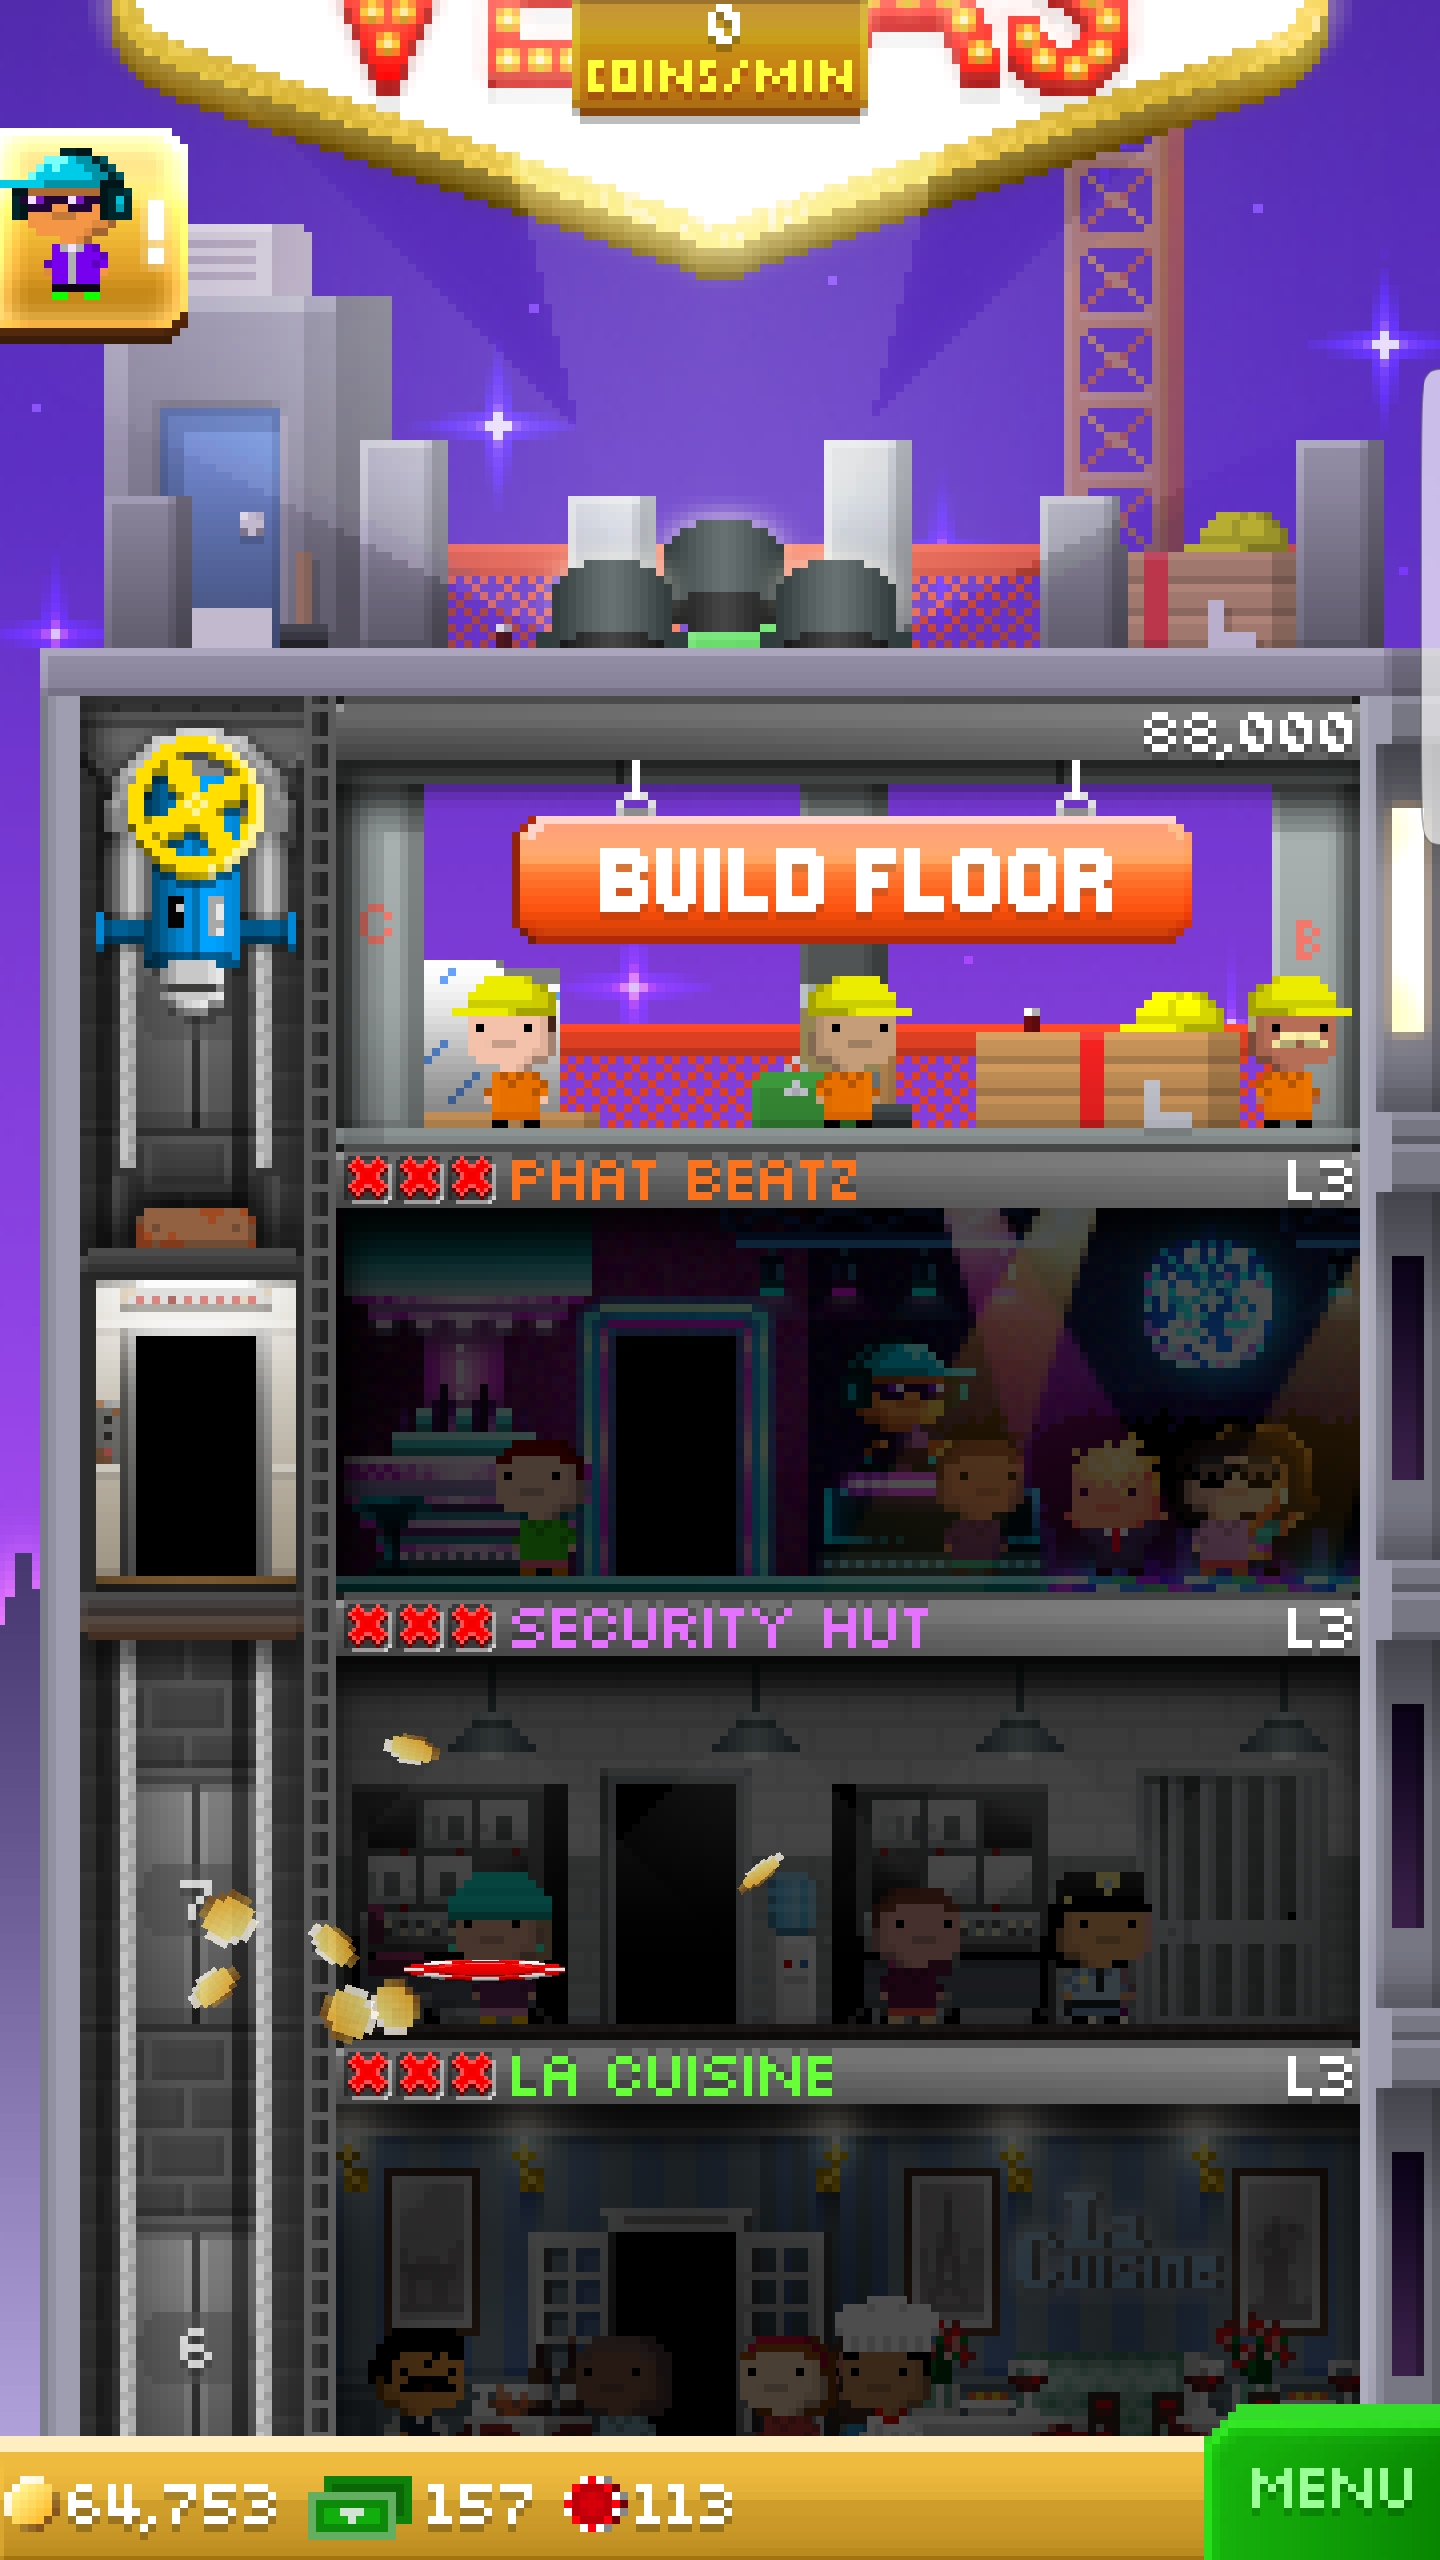 0
COINS/MIN
!
88,000
BUILD FLOOR
C
B
PHAT BEATZ
L3
SECURITY HUT
L3
7
LA CUISINE
L3
La
Cuisine
6
64,753
157
113
MENU